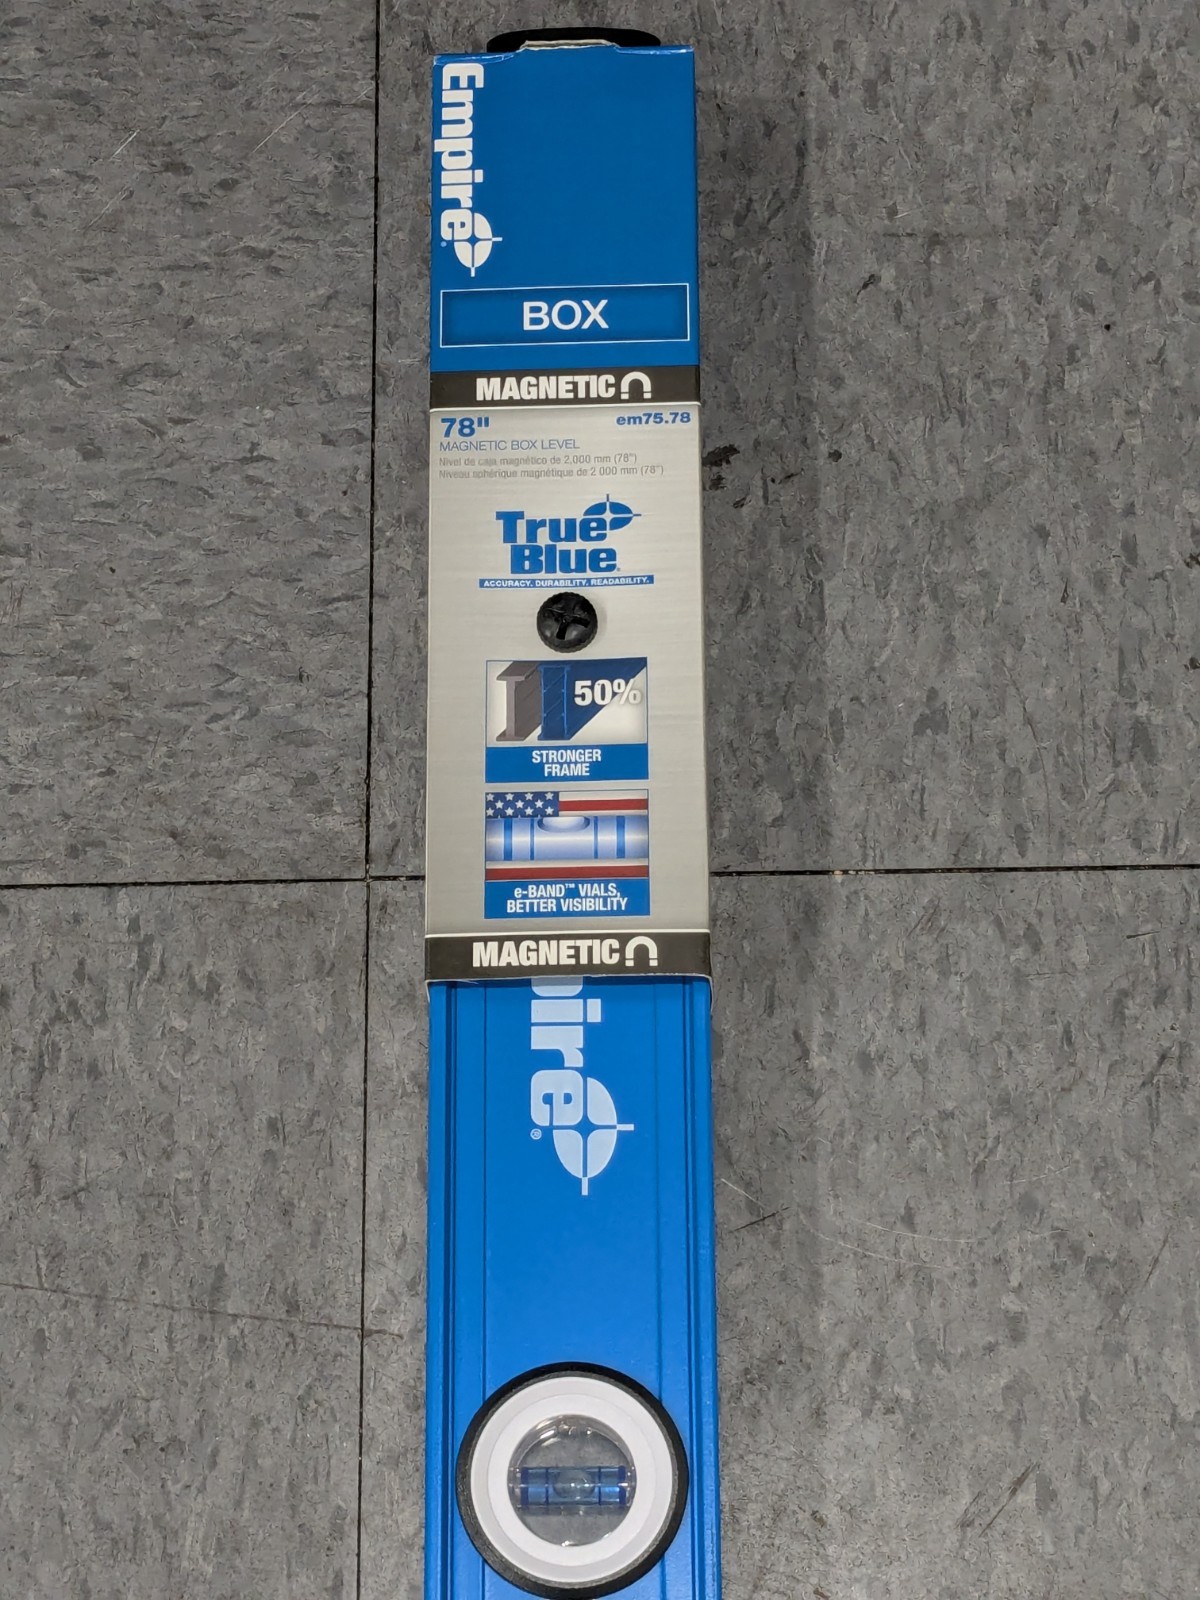 Empire®
BOX
MAGNETIC
78" em75.78
MAGNETIC BOX LEVEL
Nivel de caja magnético de 2,000 mm (78")
Niveau sphérique magnétique de 2 000 mm (78")
True
Blue®
ACCURACY. DURABILITY. READABILITY.
50%
STRONGER
FRAME
e-BAND™ VIALS,
BETTER VISIBILITY
MAGNETIC
pire®